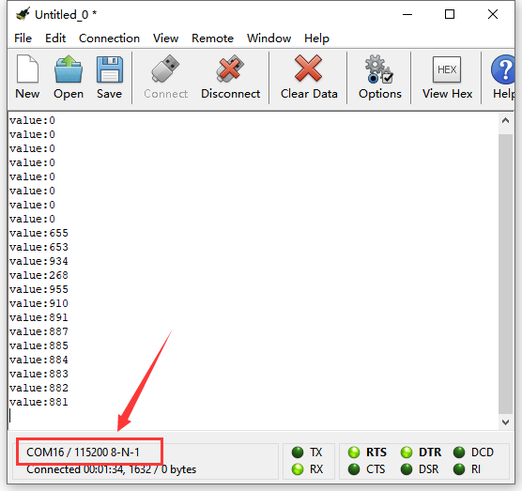 Untitled_0 *
File Edit Connection View Remote Window Help
New Open Save Connect Disconnect Clear Data Options HEX View Hex ? Help
value:0
value:0
value:0
value:0
value:0
value:0
value:0
value:0
value:655
value:653
value:934
value:268
value:955
value:910
value:891
value:887
value:885
value:884
value:883
value:882
value:881
COM16 / 115200 8-N-1
Connected 00:01:34, 1632 / 0 bytes
TX RTS DTR DCD
RX CTS DSR RI